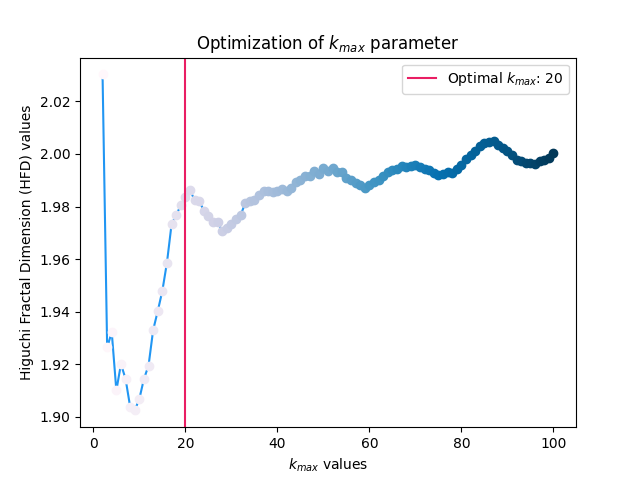 Optimization of k_max parameter
Optimal k_max: 20
Higuchi Fractal Dimension (HFD) values
2.02
2.00
1.98
1.96
1.94
1.92
1.90
0 20 40 60 80 100
k_max values